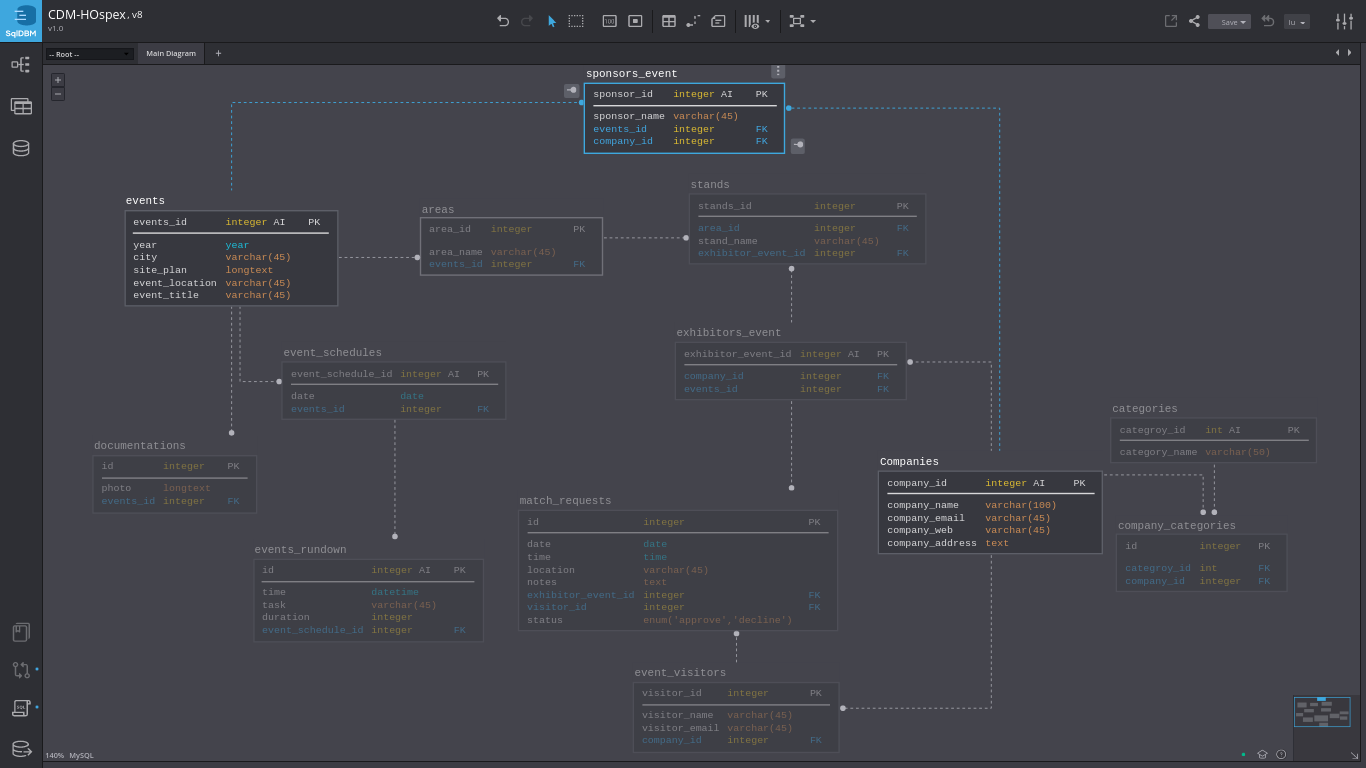 CDM-HOspex, v8
v1.0
SqlDBM
100
Save
lu
-- Root --
Main Diagram
+
sponsors_event
sponsor_id integer AI PK
sponsor_name varchar(45)
events_id integer FK
company_id integer FK
events
events_id integer AI PK
year year
city varchar(45)
site_plan longtext
event_location varchar(45)
event_title varchar(45)
areas
area_id integer PK
area_name varchar(45)
events_id integer FK
stands
stands_id integer PK
area_id integer FK
stand_name varchar(45)
exhibitor_event_id integer FK
exhibitors_event
exhibitor_event_id integer AI PK
company_id integer FK
events_id integer FK
event_schedules
event_schedule_id integer AI PK
date date
events_id integer FK
documentations
id integer PK
photo longtext
events_id integer FK
events_rundown
id integer AI PK
time datetime
task varchar(45)
duration integer
event_schedule_id integer FK
match_requests
id integer PK
date date
time time
location varchar(45)
notes text
exhibitor_event_id integer FK
visitor_id integer FK
status enum('approve','decline')
Companies
company_id integer AI PK
company_name varchar(100)
company_email varchar(45)
company_web varchar(45)
company_address text
categories
categroy_id int AI PK
category_name varchar(50)
company_categories
id integer PK
categroy_id int FK
company_id integer FK
event_visitors
visitor_id integer PK
visitor_name varchar(45)
visitor_email varchar(45)
company_id integer FK
SQL
140% MySQL